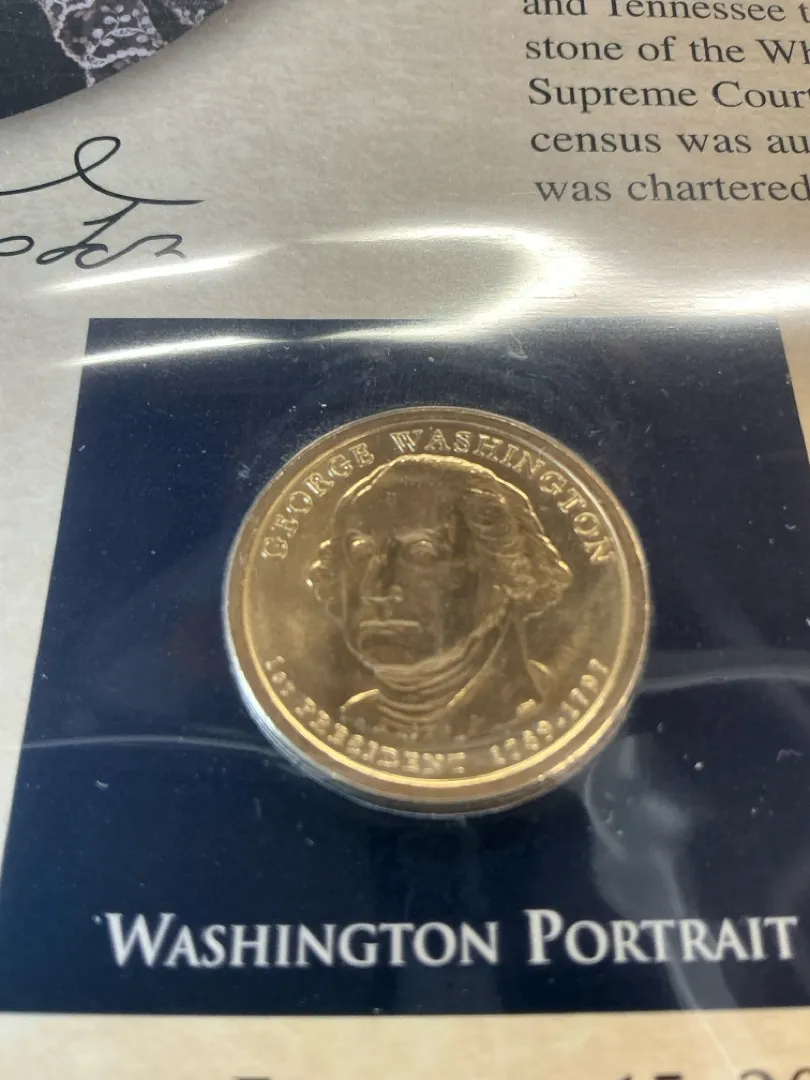 and Tennessee t
stone of the Wh
Supreme Court
census was au
was chartered
GEORGE WASHINGTON
1st PRESIDENT 1789-1797
WASHINGTON PORTRAIT